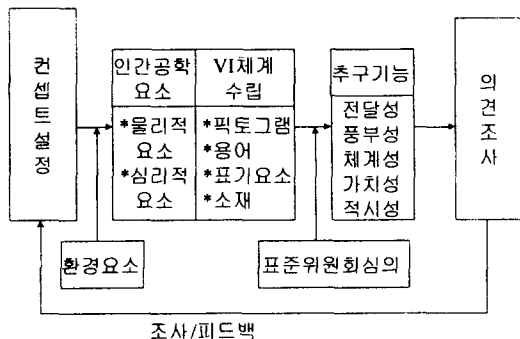 컨셉트설정
인간공학
요소
*물리적
요소
*심리적
요소
VI체계
수립
*픽토그램
*용어
*표기요소
*소재
추구기능
전달성
풍부성
체계성
가치성
적시성
의견조사
환경요소
표준위원회심의
조사/피드백